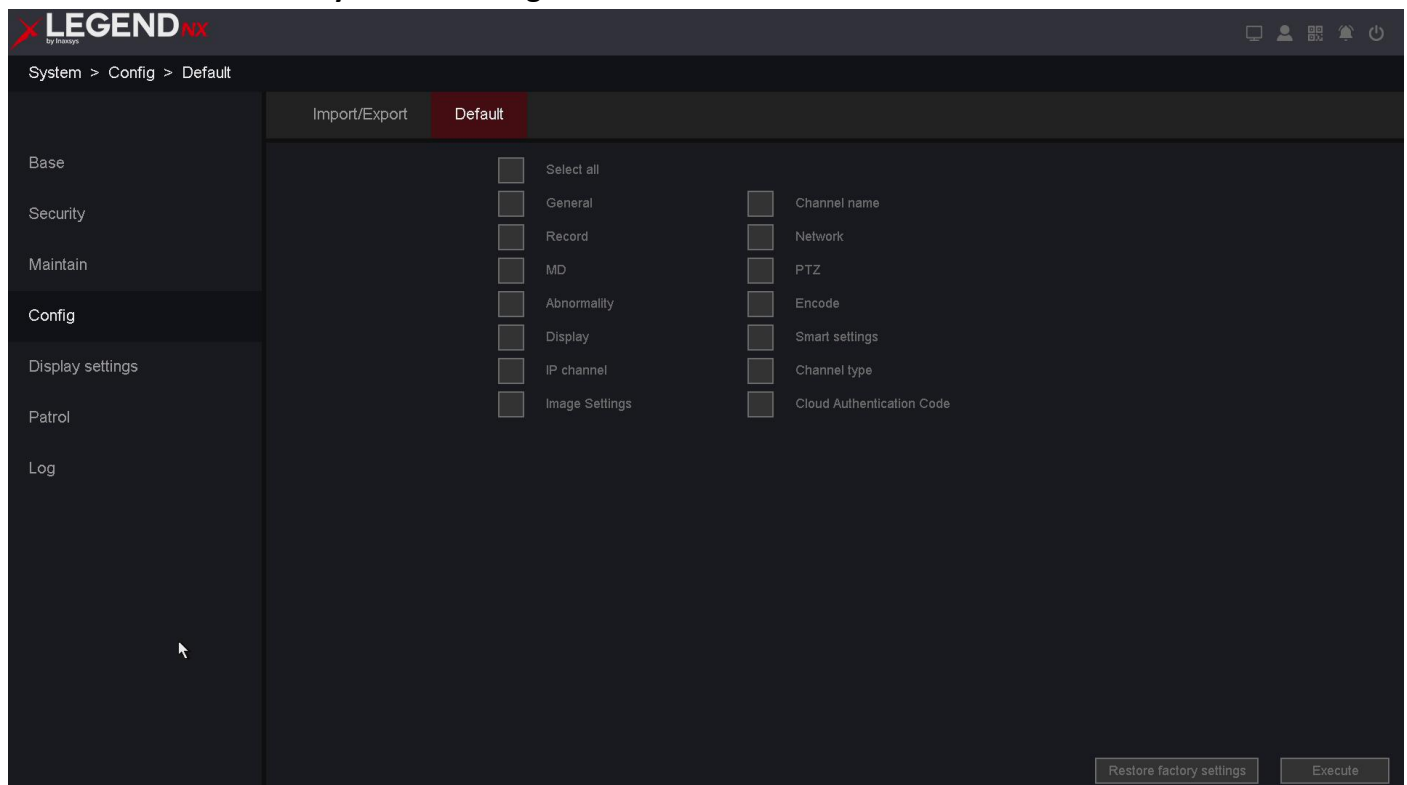 LEGEND NX
by Inaxsys
System > Config > Default
Import/Export Default
Base
Security
Maintain
Config
Display settings
Patrol
Log
Select all
General Channel name
Record Network
MD PTZ
Abnormality Encode
Display Smart settings
IP channel Channel type
Image Settings Cloud Authentication Code
Restore factory settings Execute